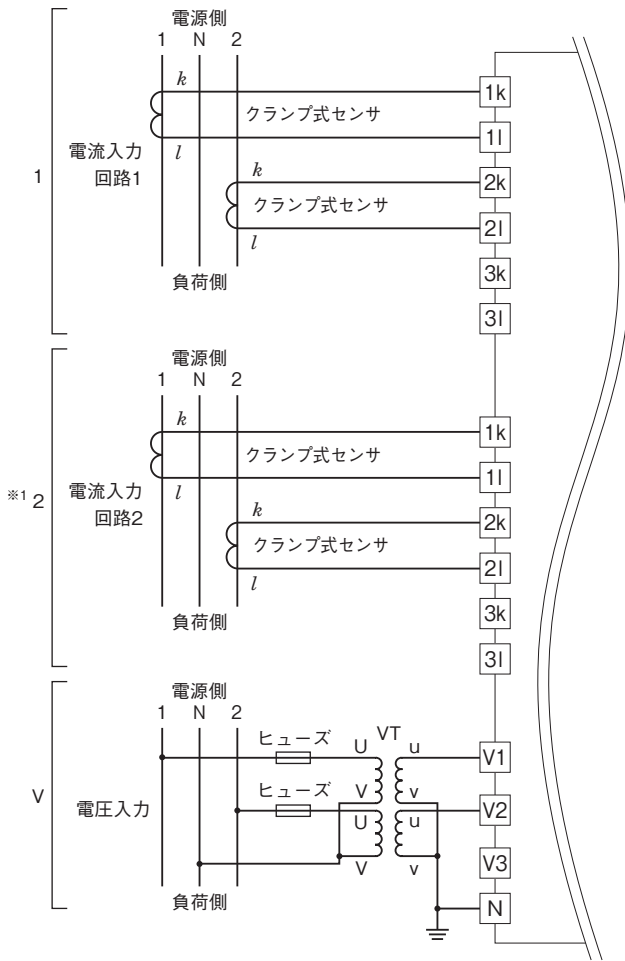 電源側
1 N 2
k
クランプ式センサ
1k
l
1l
電流入力
回路1
1
k
クランプ式センサ
2k
l
2l
負荷側
3k
3l
電源側
1 N 2
k
クランプ式センサ
1k
l
1l
※1 2
電流入力
回路2
k
クランプ式センサ
2k
l
2l
負荷側
3k
3l
電源側
1 N 2
ヒューズ
U VT u
V1
V
電圧入力
ヒューズ
V v
U u
V2
V v
V3
負荷側
N